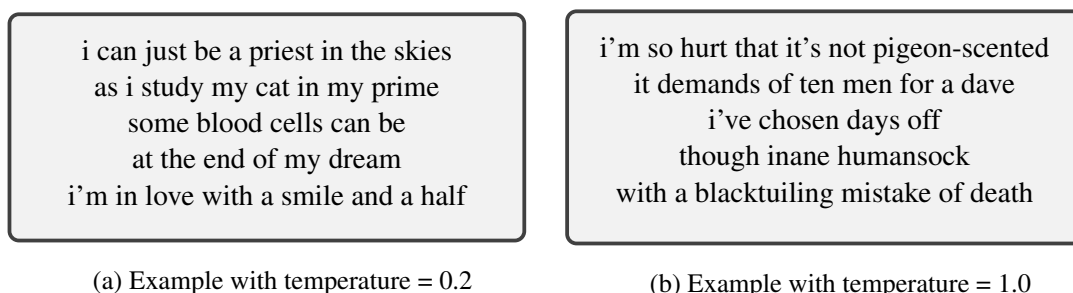 i can just be a priest in the skies
as i study my cat in my prime
some blood cells can be
at the end of my dream
i'm in love with a smile and a half
(a) Example with temperature = 0.2
i'm so hurt that it's not pigeon-scented
it demands of ten men for a dave
i've chosen days off
though inane humansock
with a blacktuiling mistake of death
(b) Example with temperature = 1.0